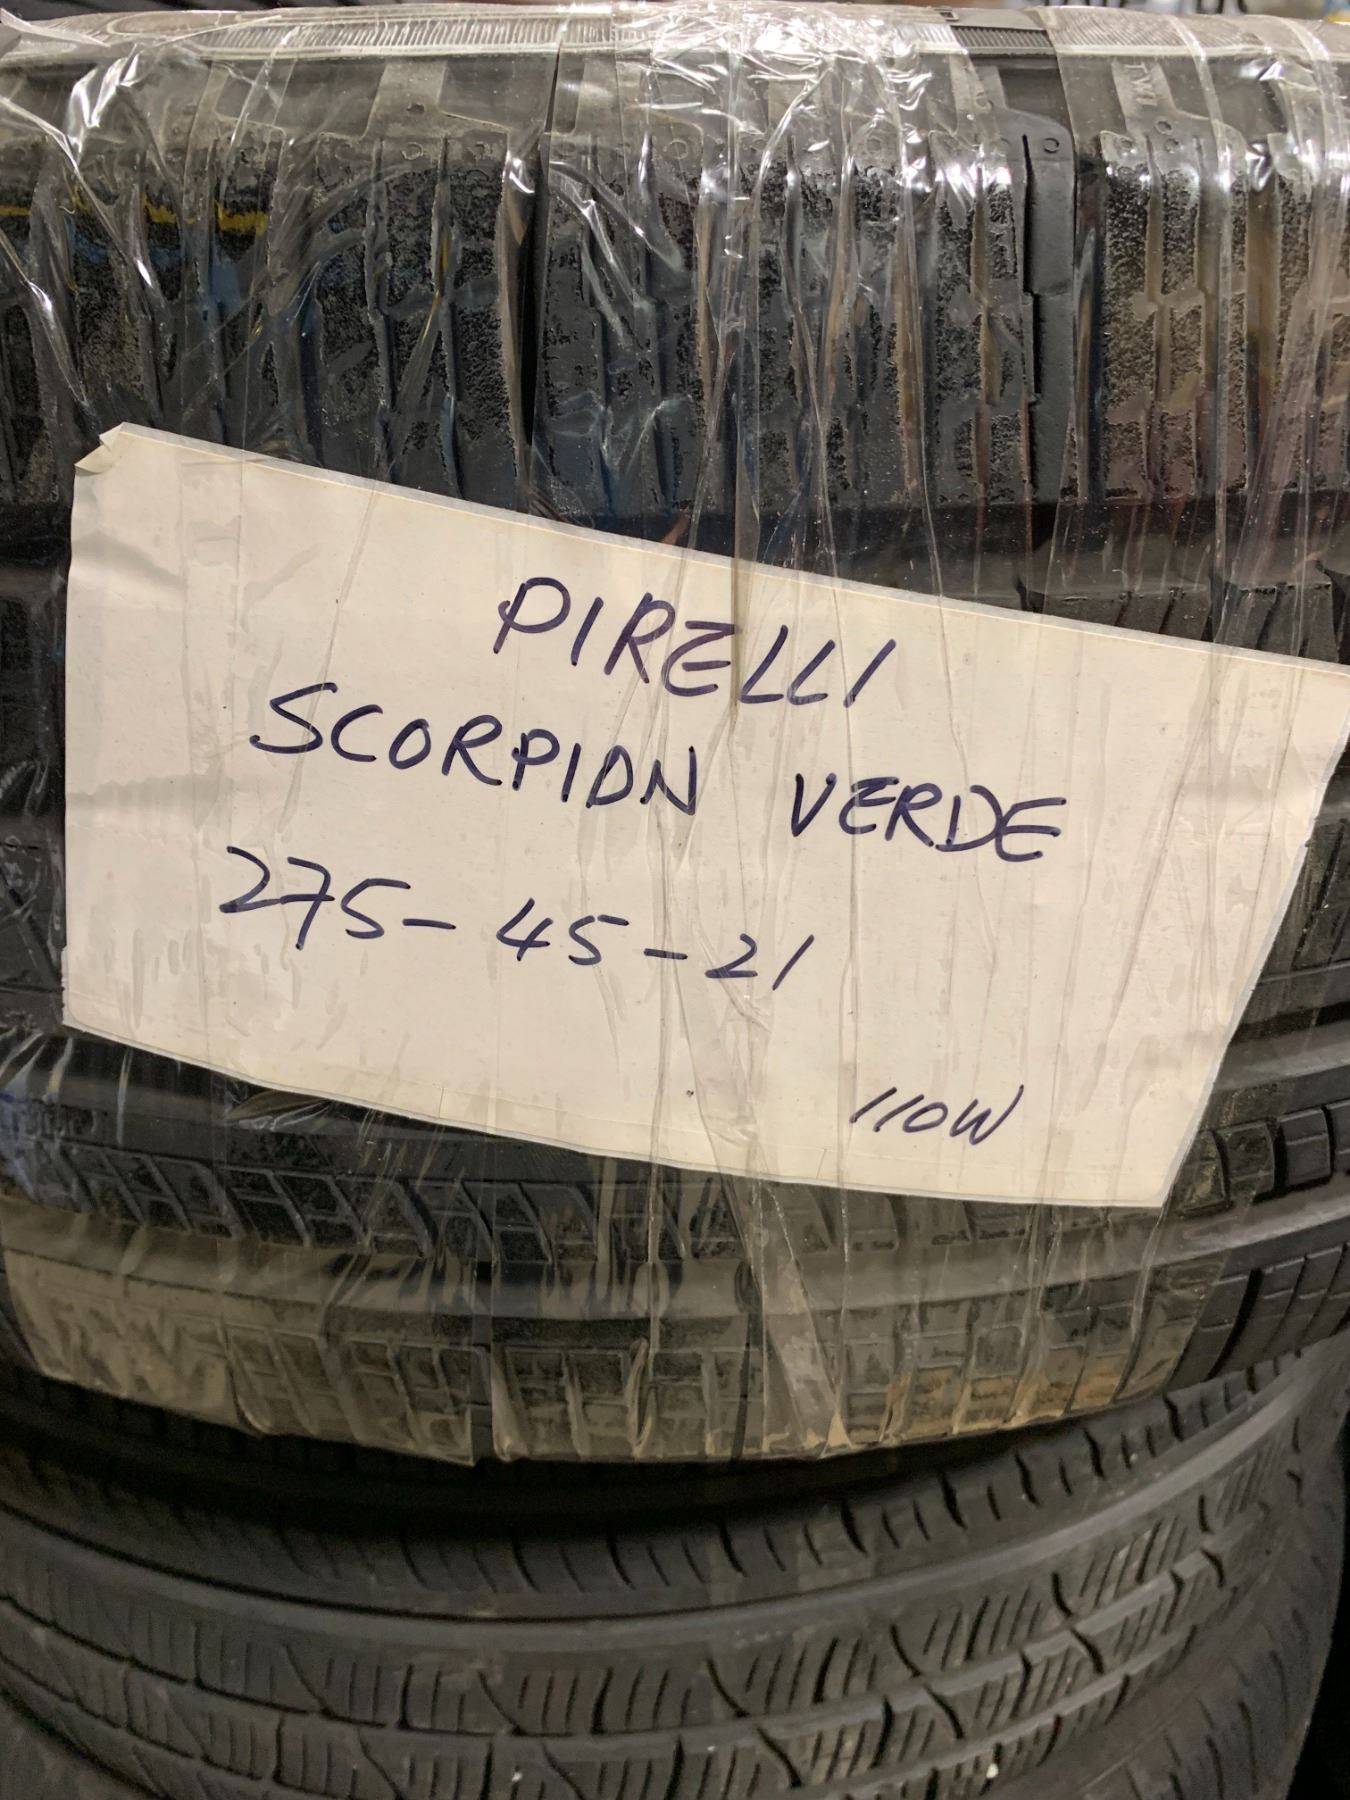 PIRELLI
SCORPION VERDE
275-45-21
110W